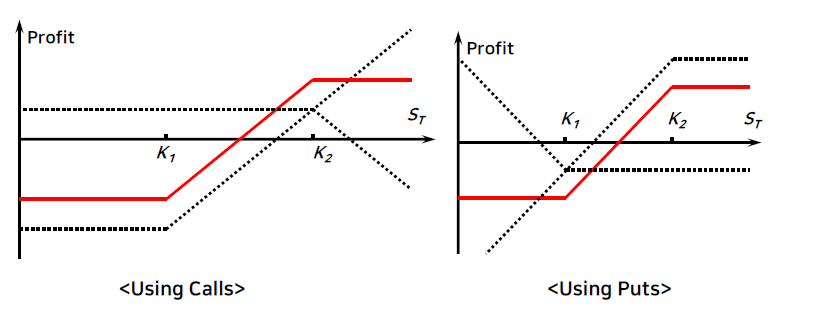 Profit
S_T
K_1
K_2
<Using Calls>
Profit
K_1
K_2
S_T
<Using Puts>